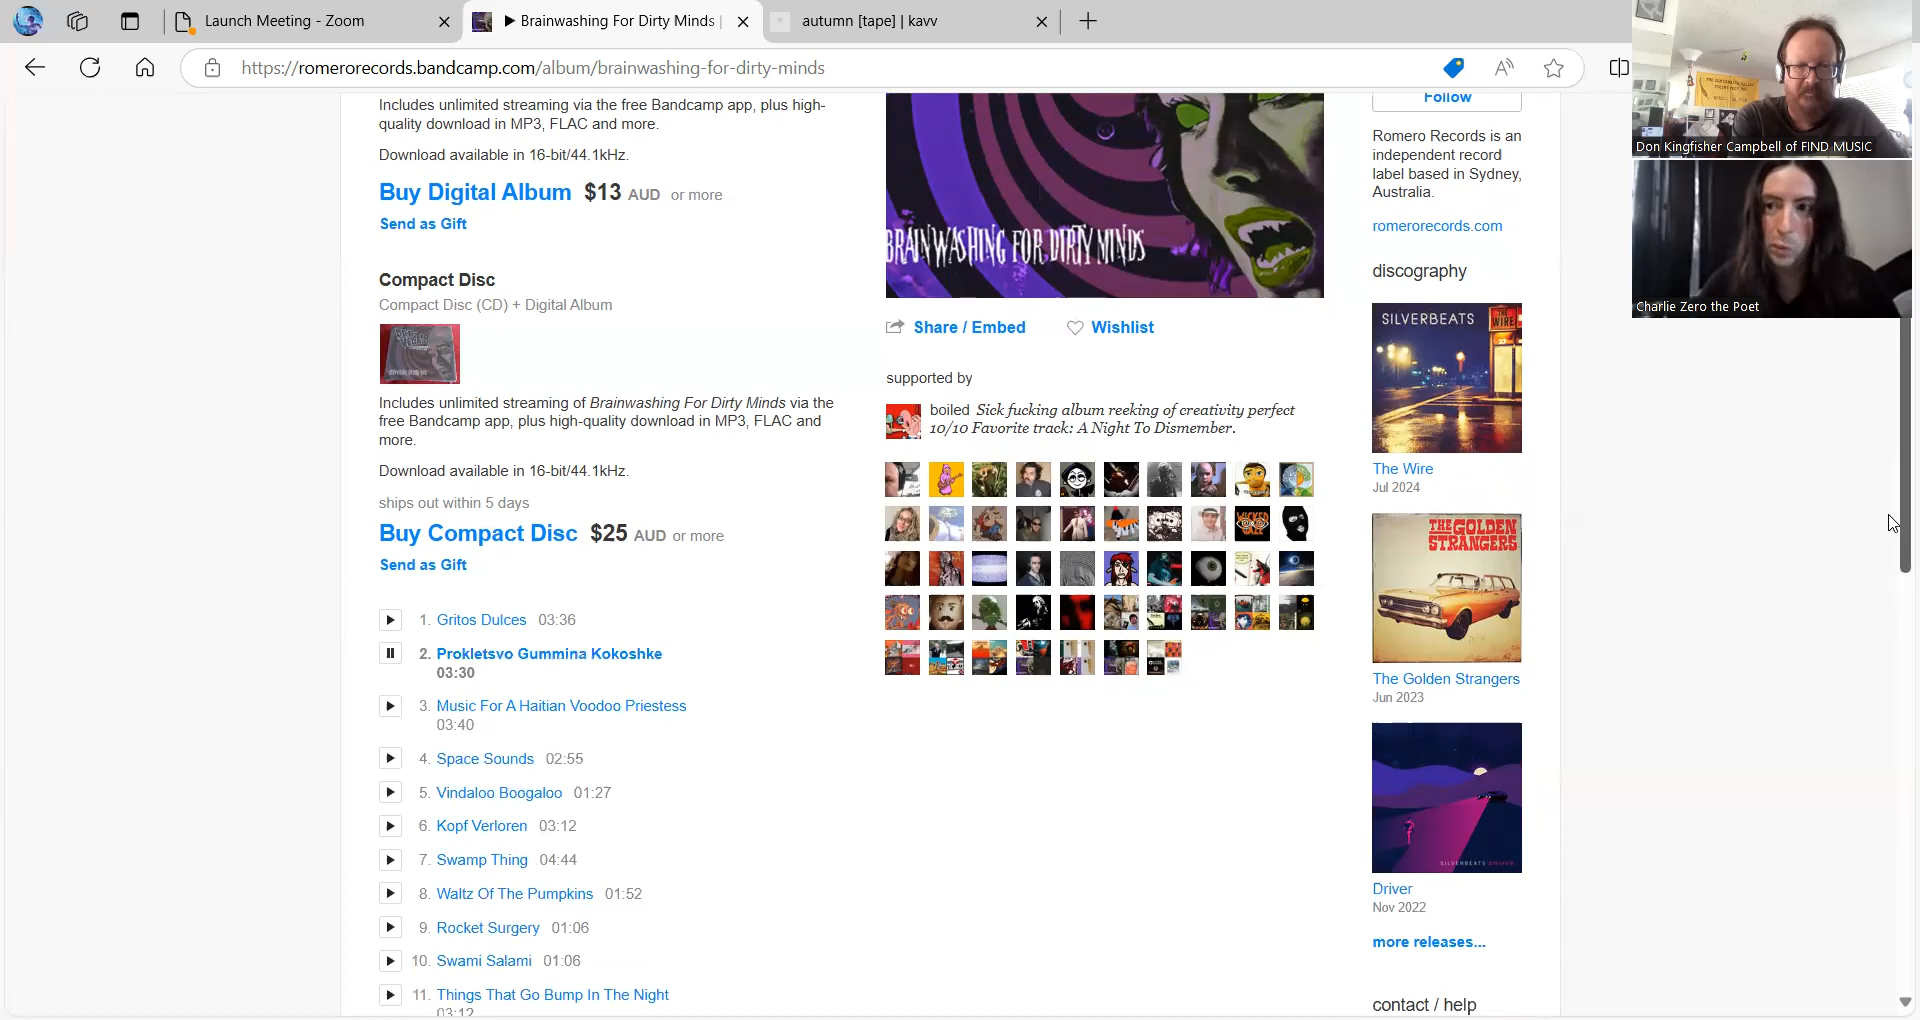 Launch Meeting - Zoom
Brainwashing For Dirty Minds |
autumn [tape] | kavv
https://romerorecords.bandcamp.com/album/brainwashing-for-dirty-minds
Includes unlimited streaming via the free Bandcamp app, plus high-
quality download in MP3, FLAC and more.
Download available in 16-bit/44.1kHz.
Buy Digital Album $13 AUD or more
Send as Gift
Compact Disc
Compact Disc (CD) + Digital Album
Includes unlimited streaming of Brainwashing For Dirty Minds via the
free Bandcamp app, plus high-quality download in MP3, FLAC and
more.
Download available in 16-bit/44.1kHz.
ships out within 5 days
Buy Compact Disc $25 AUD or more
Send as Gift
1. Gritos Dulces 03:36
2. Prokletsvo Gummina Kokoshke
03:30
3. Music For A Haitian Voodoo Priestess
03:40
4. Space Sounds 02:55
5. Vindaloo Boogaloo 01:27
6. Kopf Verloren 03:12
7. Swamp Thing 04:44
8. Waltz Of The Pumpkins 01:52
9. Rocket Surgery 01:06
10. Swami Salami 01:06
11. Things That Go Bump In The Night
03:12
BRAINWASHING FOR DIRTY MINDS
Share / Embed
Wishlist
supported by
boiled Sick fucking album reeking of creativity perfect
10/10 Favorite track: A Night To Dismember.
Follow
Romero Records is an
independent record
label based in Sydney,
Australia.
romerorecords.com
discography
SILVERBEATS
THE WIRE
The Wire
Jul 2024
THE GOLDEN
STRANGERS
The Golden Strangers
Jun 2023
SILVERBEATS DRIVER
Driver
Nov 2022
more releases...
contact / help
Don Kingfisher Campbell of FIND MUSIC
Charlie Zero the Poet